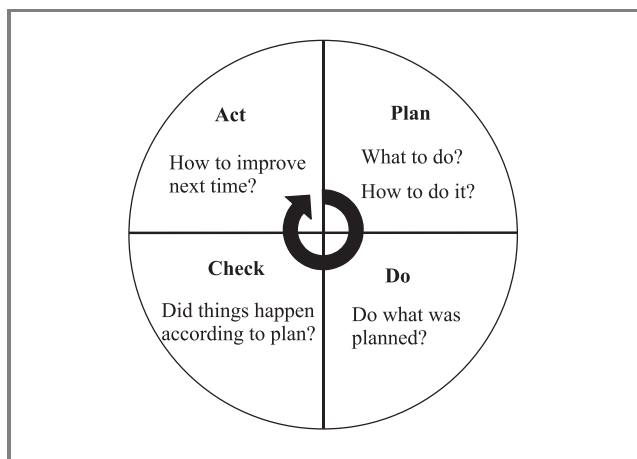 Act
How to improve
next time?
Plan
What to do?
How to do it?
Check
Did things happen
according to plan?
Do
Do what was
planned?